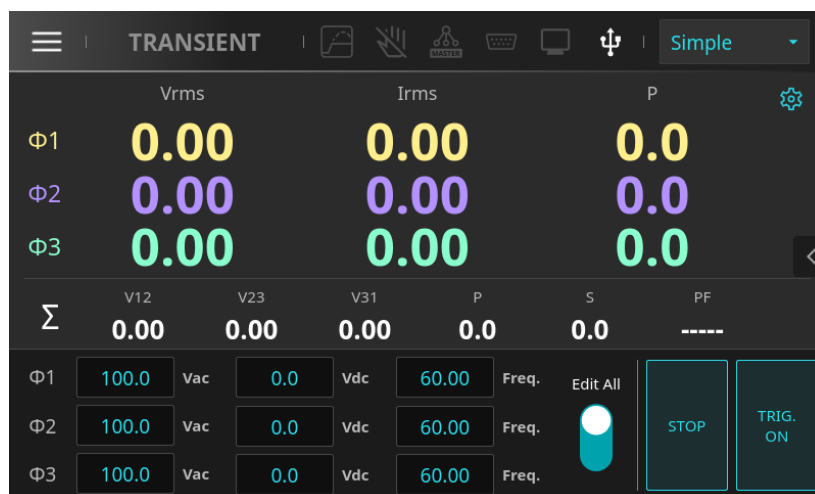 TRANSIENT MASTER Simple
Vrms Irms P
Φ1 0.00 0.00 0.0
Φ2 0.00 0.00 0.0
Φ3 0.00 0.00 0.0
V12 V23 V31 P S PF
Σ 0.00 0.00 0.00 0.0 0.0 -----
Φ1 100.0 Vac 0.0 Vdc 60.00 Freq. Edit All
Φ2 100.0 Vac 0.0 Vdc 60.00 Freq. STOP TRIG. ON
Φ3 100.0 Vac 0.0 Vdc 60.00 Freq.